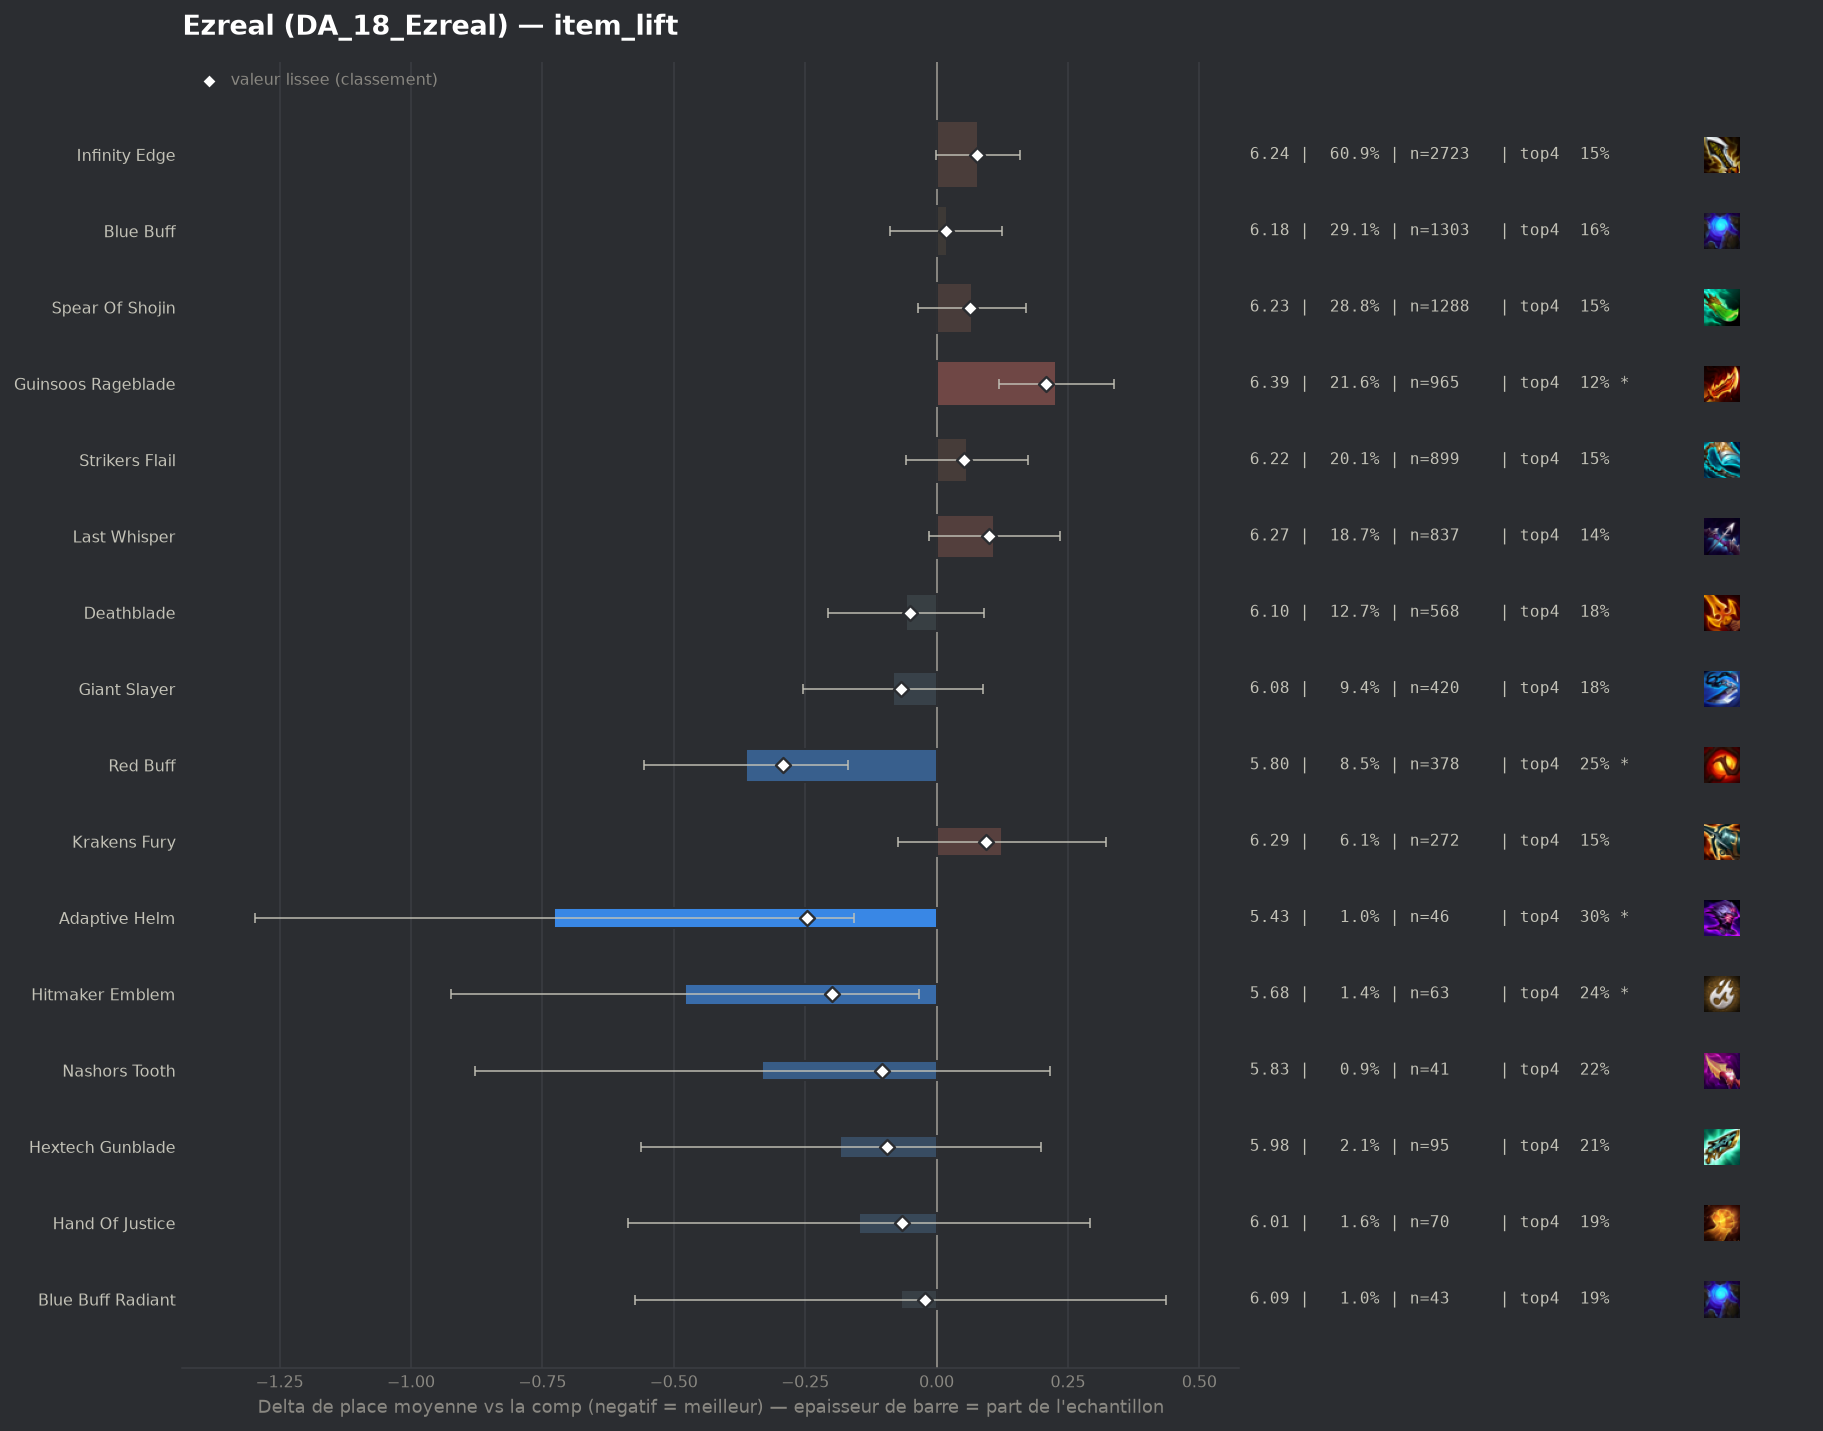 Ezreal (DA_18_Ezreal) — item_lift
valeur lissee (classement)
Infinity Edge 6.24 | 60.9% | n=2723 | top4 15%
Blue Buff 6.18 | 29.1% | n=1303 | top4 16%
Spear Of Shojin 6.23 | 28.8% | n=1288 | top4 15%
Guinsoos Rageblade 6.39 | 21.6% | n=965 | top4 12% *
Strikers Flail 6.22 | 20.1% | n=899 | top4 15%
Last Whisper 6.27 | 18.7% | n=837 | top4 14%
Deathblade 6.10 | 12.7% | n=568 | top4 18%
Giant Slayer 6.08 | 9.4% | n=420 | top4 18%
Red Buff 5.80 | 8.5% | n=378 | top4 25% *
Krakens Fury 6.29 | 6.1% | n=272 | top4 15%
Adaptive Helm 5.43 | 1.0% | n=46 | top4 30% *
Hitmaker Emblem 5.68 | 1.4% | n=63 | top4 24% *
Nashors Tooth 5.83 | 0.9% | n=41 | top4 22%
Hextech Gunblade 5.98 | 2.1% | n=95 | top4 21%
Hand Of Justice 6.01 | 1.6% | n=70 | top4 19%
Blue Buff Radiant 6.09 | 1.0% | n=43 | top4 19%
−1.25 −1.00 −0.75 −0.50 −0.25 0.00 0.25 0.50
Delta de place moyenne vs la comp (negatif = meilleur) — epaisseur de barre = part de l'echantillon